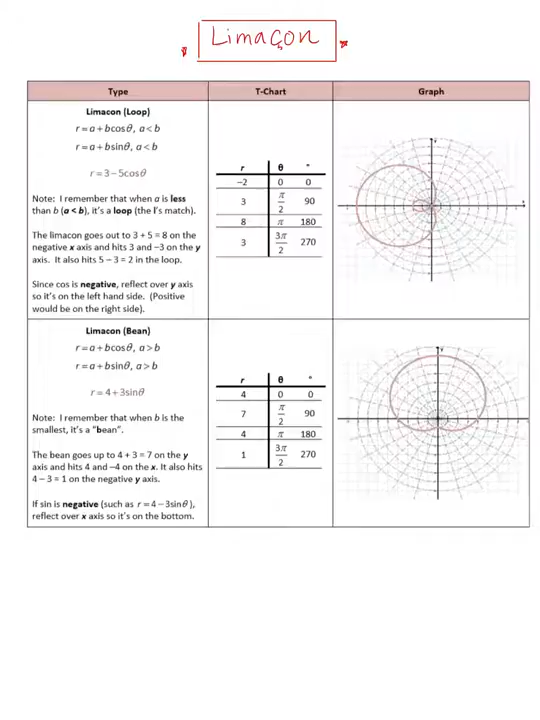 Limaçon
Type
T-Chart
Graph
Limacon (Loop)
r = a + b cos θ, a < b
r = a + b sin θ, a < b
r = 3 − 5cos θ
Note: I remember that when a is less
than b (a < b), it's a loop (the l's match).
The limacon goes out to 3 + 5 = 8 on the
negative x axis and hits 3 and −3 on the y
axis. It also hits 5 − 3 = 2 in the loop.
Since cos is negative, reflect over y axis
so it's on the left hand side. (Positive
would be on the right side).
r θ °
−2 0 0
3 π/2 90
8 π 180
3 3π/2 270
y
x
Limacon (Bean)
r = a + b cos θ, a > b
r = a + b sin θ, a > b
r = 4 + 3 sin θ
Note: I remember that when b is the
smallest, it's a "bean".
The bean goes up to 4 + 3 = 7 on the y
axis and hits 4 and −4 on the x. It also hits
4 − 3 = 1 on the negative y axis.
If sin is negative (such as r = 4 − 3 sin θ),
reflect over x axis so it's on the bottom.
r θ °
4 0 0
7 π/2 90
4 π 180
1 3π/2 270
y
x